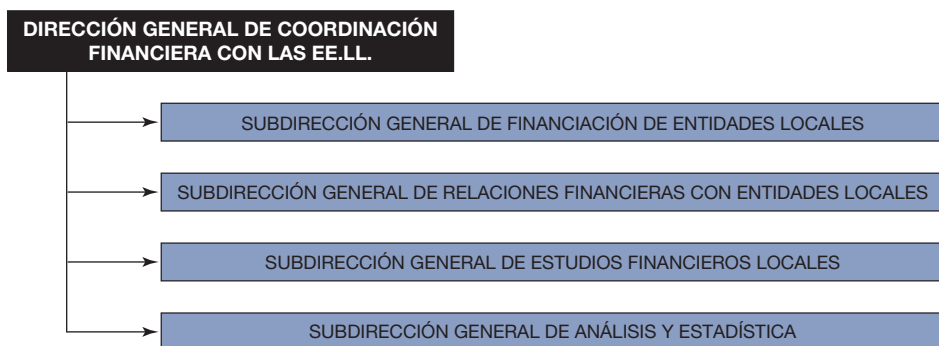 DIRECCIÓN GENERAL DE COORDINACIÓN
FINANCIERA CON LAS EE.LL.
SUBDIRECCIÓN GENERAL DE FINANCIACIÓN DE ENTIDADES LOCALES
SUBDIRECCIÓN GENERAL DE RELACIONES FINANCIERAS CON ENTIDADES LOCALES
SUBDIRECCIÓN GENERAL DE ESTUDIOS FINANCIEROS LOCALES
SUBDIRECCIÓN GENERAL DE ANÁLISIS Y ESTADÍSTICA